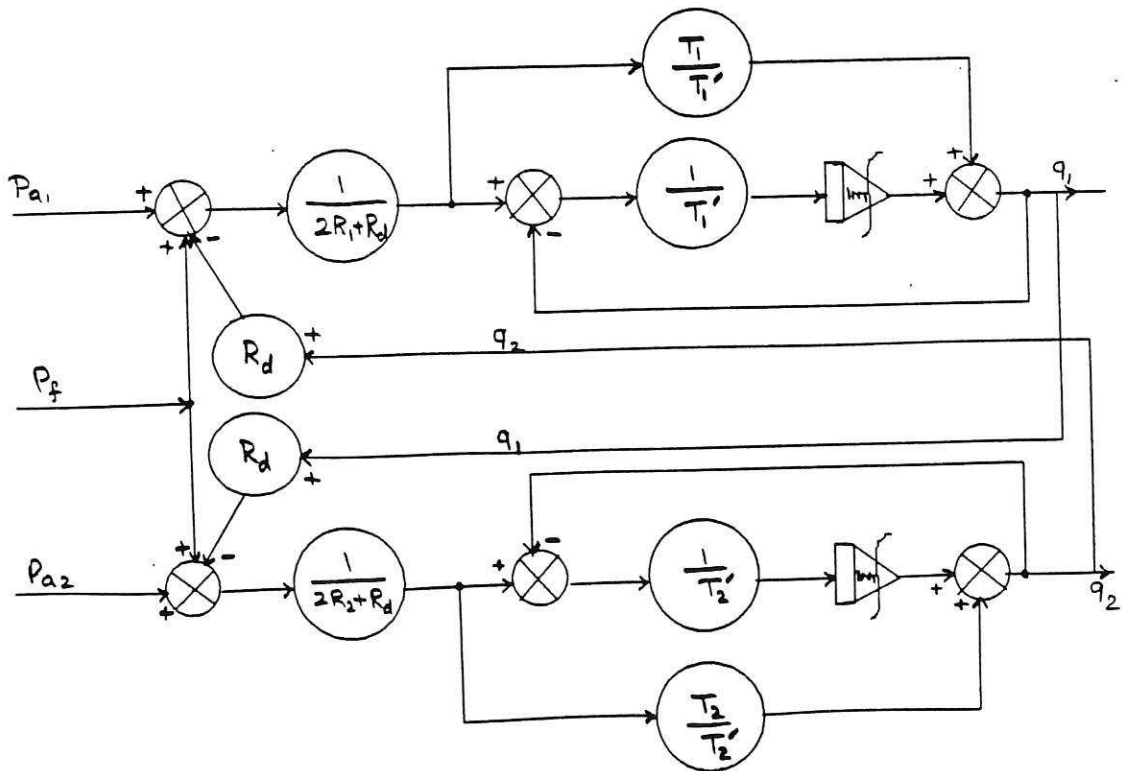 T₁
T₁′
Pa₁
+
-
+
1
2R₁+Rd
+
-
1
T₁′
+
+
q₁
Rd
+
q₂
Pf
Rd
+
q₁
+
-
+
Pa₂
1
2R₂+Rd
+
-
1
T₂′
+
+
q₂
T₂
T₂′